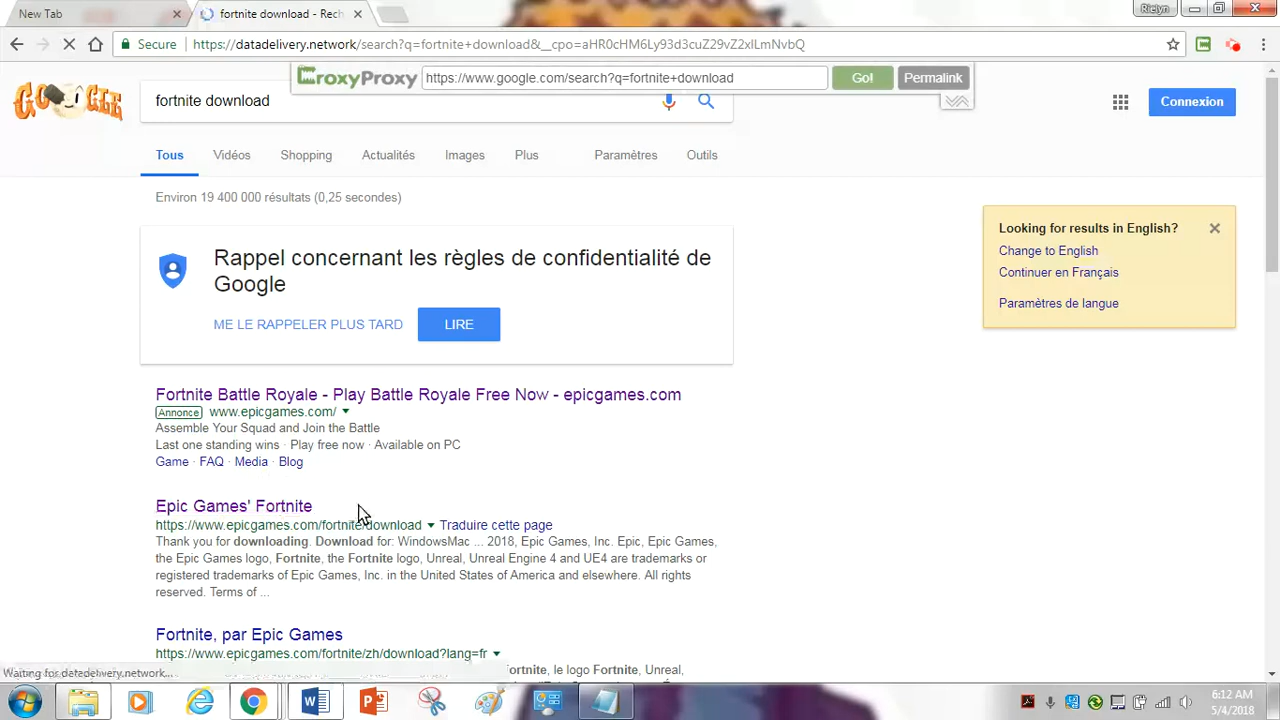 New Tab
fortnite download - Rech
Rielyn
Secure
https://datadelivery.network/search?q=fortnite+download&__cpo=aHR0cHM6Ly93d3cuZ29vZ2xlLmNvbQ
CroxyProxy
https://www.google.com/search?q=fortnite+download
Go!
Permalink
GOOGLE
fortnite download
Connexion
Tous
Vidéos
Shopping
Actualités
Images
Plus
Paramètres
Outils
Environ 19 400 000 résultats (0,25 secondes)
Rappel concernant les règles de confidentialité de
Google
ME LE RAPPELER PLUS TARD
LIRE
Looking for results in English?
Change to English
Continuer en Français
Paramètres de langue
Fortnite Battle Royale - Play Battle Royale Free Now - epicgames.com
Annonce www.epicgames.com/
Assemble Your Squad and Join the Battle
Last one standing wins · Play free now · Available on PC
Game · FAQ · Media · Blog
Epic Games' Fortnite
https://www.epicgames.com/fortnite/download Traduire cette page
Thank you for downloading. Download for: WindowsMac ... 2018, Epic Games, Inc. Epic, Epic Games,
the Epic Games logo, Fortnite, the Fortnite logo, Unreal, Unreal Engine 4 and UE4 are trademarks or
registered trademarks of Epic Games, Inc. in the United States of America and elsewhere. All rights
reserved. Terms of ...
Fortnite, par Epic Games
https://www.epicgames.com/fortnite/zh/download?lang=fr
Fortnite, le logo Fortnite, Unreal,
Waiting for datadelivery.network...
6:12 AM
5/4/2018